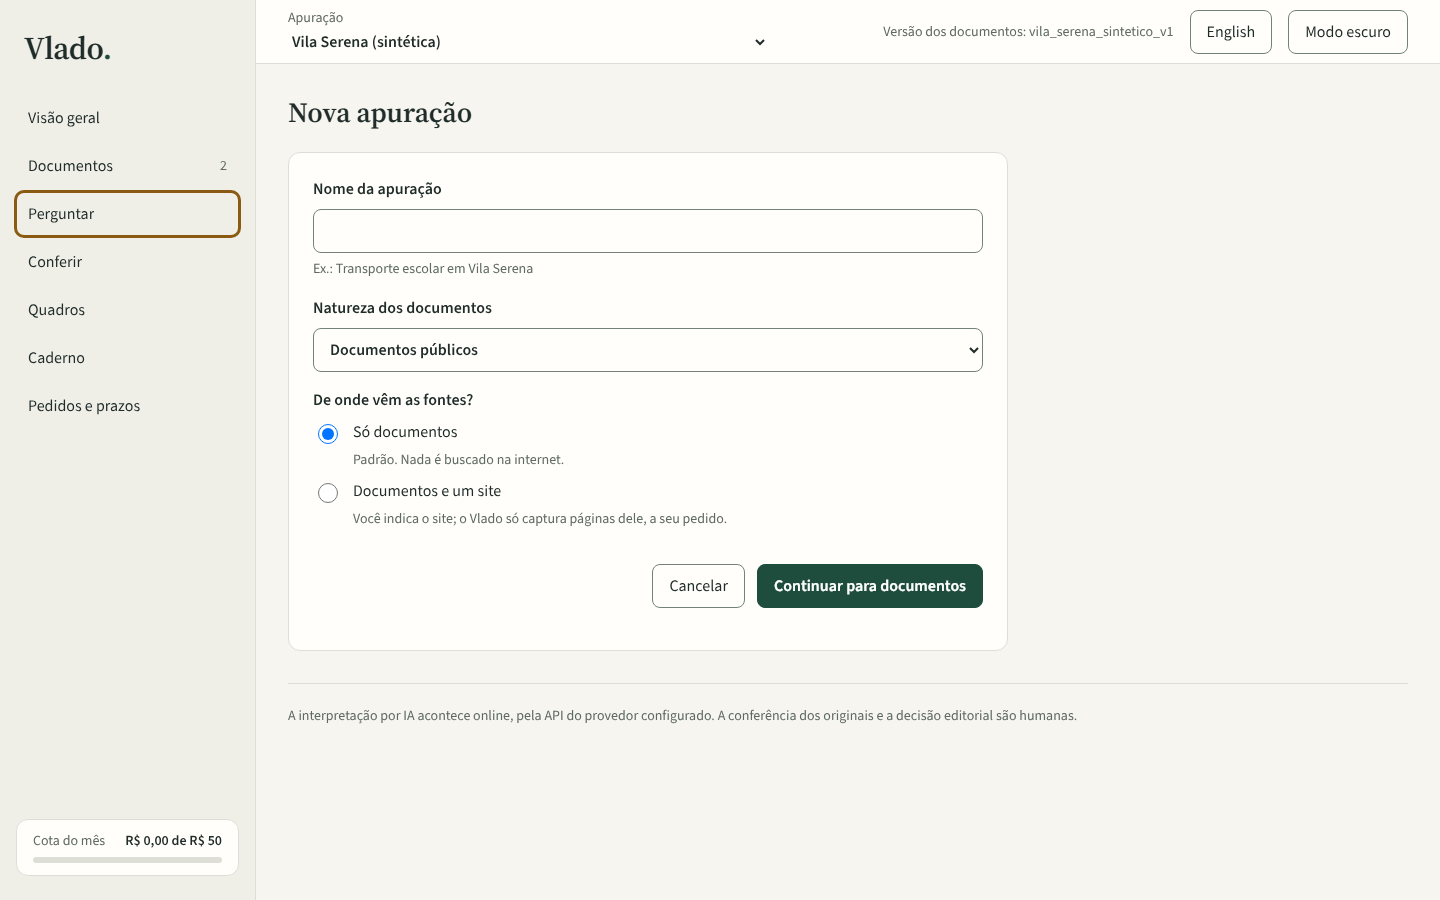 Vlado.
Visão geral
Documentos 2
Perguntar
Conferir
Quadros
Caderno
Pedidos e prazos
Cota do mês R$ 0,00 de R$ 50
Apuração
Vila Serena (sintética)
Versão dos documentos: vila_serena_sintetico_v1
English
Modo escuro
Nova apuração
Nome da apuração
Ex.: Transporte escolar em Vila Serena
Natureza dos documentos
Documentos públicos
De onde vêm as fontes?
Só documentos
Padrão. Nada é buscado na internet.
Documentos e um site
Você indica o site; o Vlado só captura páginas dele, a seu pedido.
Cancelar
Continuar para documentos
A interpretação por IA acontece online, pela API do provedor configurado. A conferência dos originais e a decisão editorial são humanas.